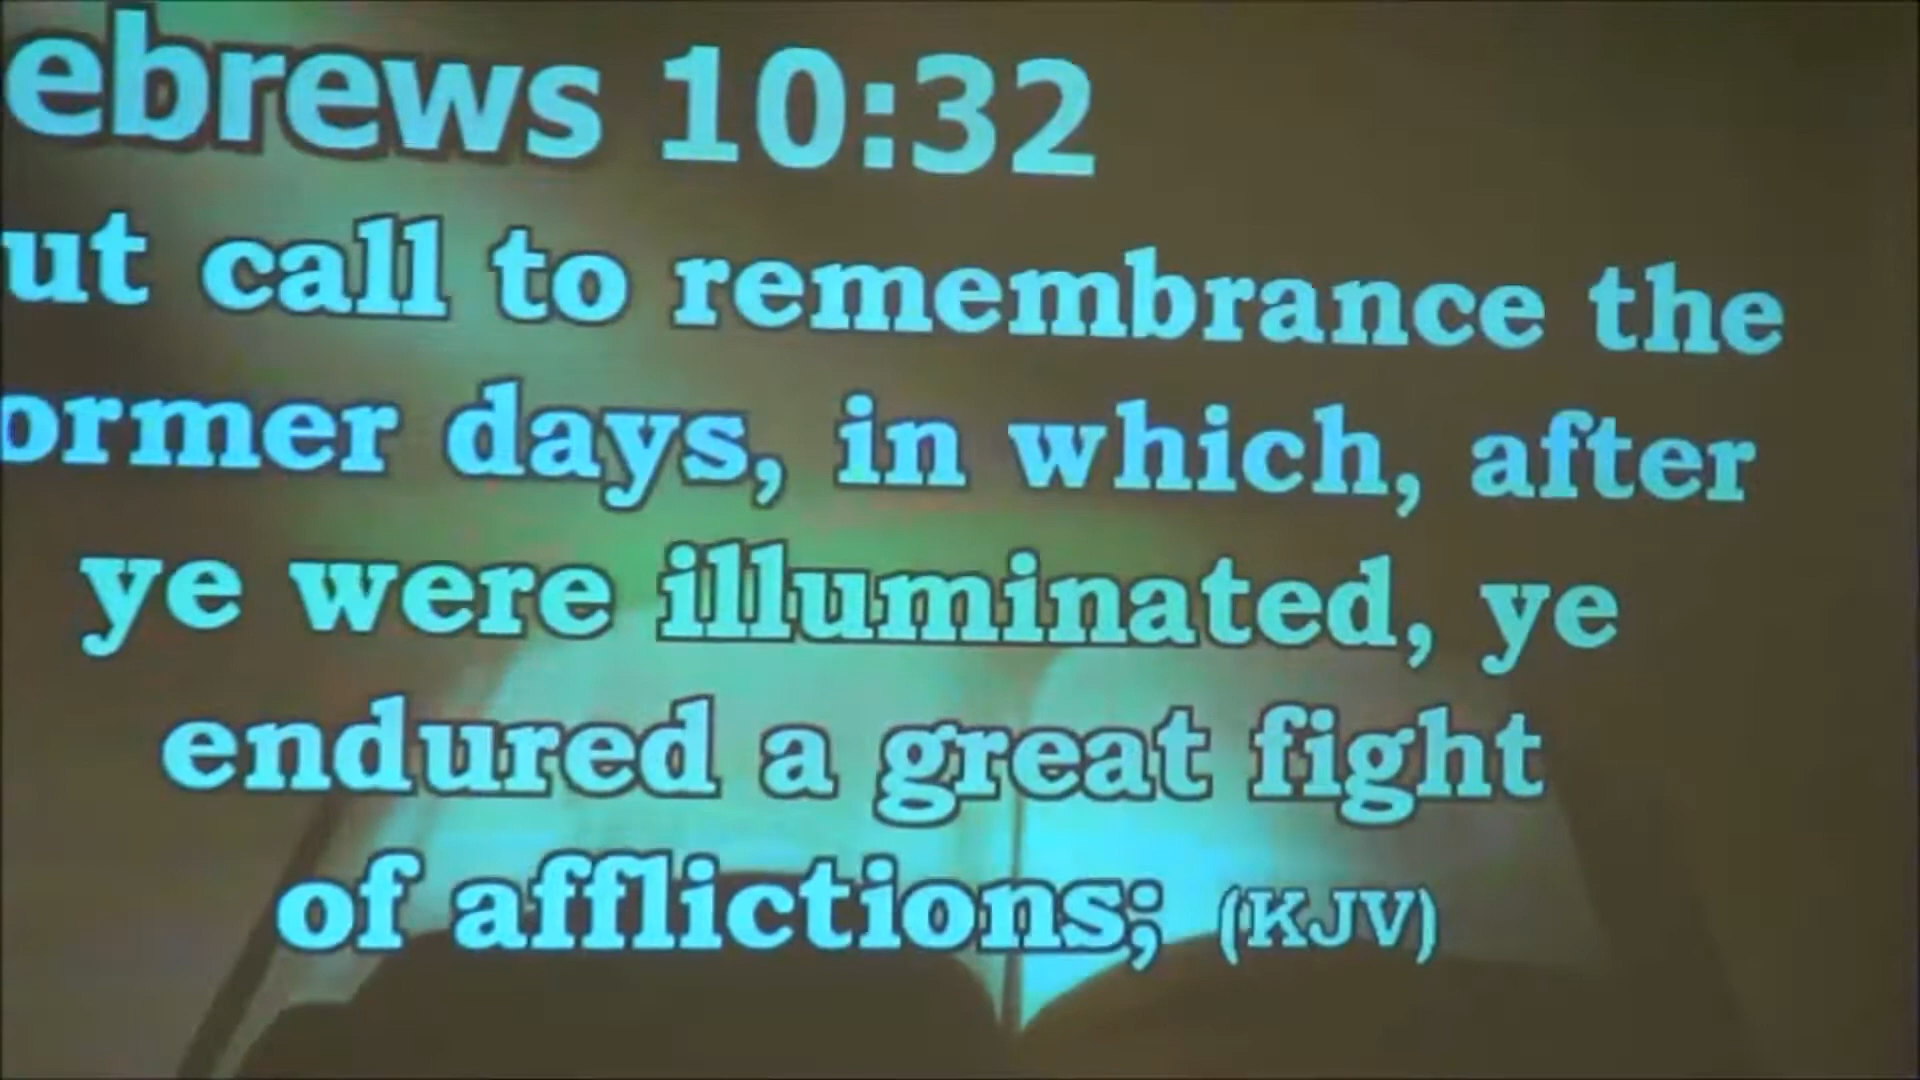 ebrews 10:32
ut call to remembrance the
ormer days, in which, after
ye were illuminated, ye
endured a great fight
of afflictions; (KJV)